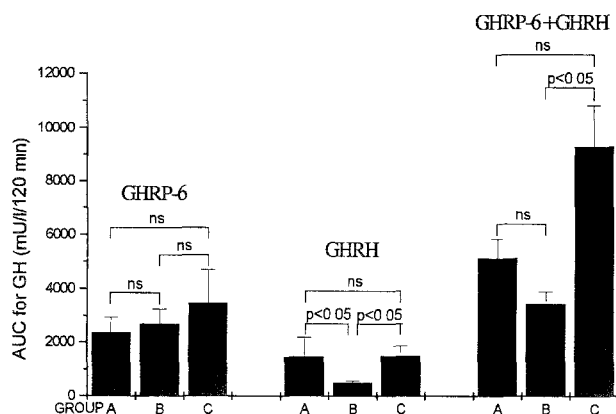 GHRP-6+GHRH
ns
p<0 05
12000
10000
8000
6000
4000
2000
0
AUC for GH (mU/l/120 min)
GHRP-6
ns
ns
ns
GHRH
ns
p<0 05
p<0 05
ns
GROUP A B C A B C A B C